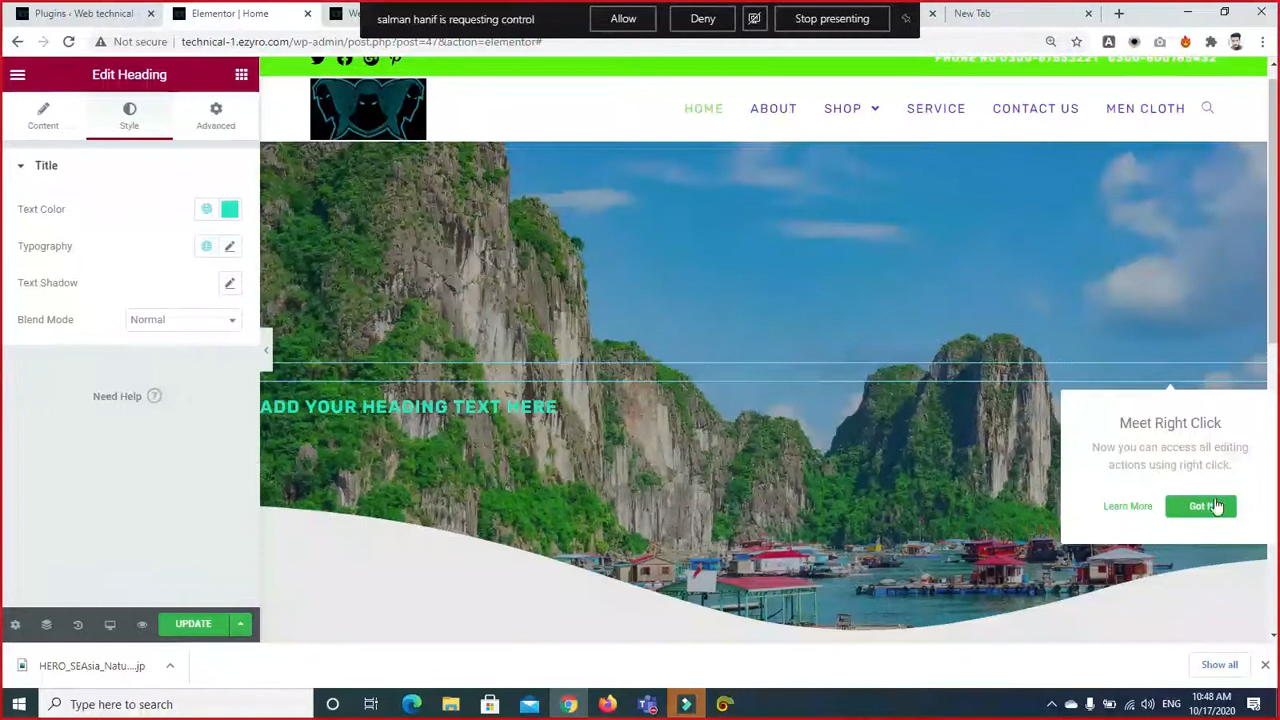 Plugins ‹ Web technical
Elementor | Home
We
salman hanif is requesting control
Allow
Deny
Stop presenting
New Tab
Not secure
technical-1.ezyro.com/wp-admin/post.php?post=47&action=elementor#
Edit Heading
Content
Style
Advanced
HOME
ABOUT
SHOP
SERVICE
CONTACT US
MEN CLOTH
Title
Text Color
Typography
Text Shadow
Blend Mode
Normal
Need Help
ADD YOUR HEADING TEXT HERE
Meet Right Click
Now you can access all editing
actions using right click.
Learn More
Got It
UPDATE
HERO_SEAsia_Natu....jp
Show all
Type here to search
ENG
10:48 AM
10/17/2020